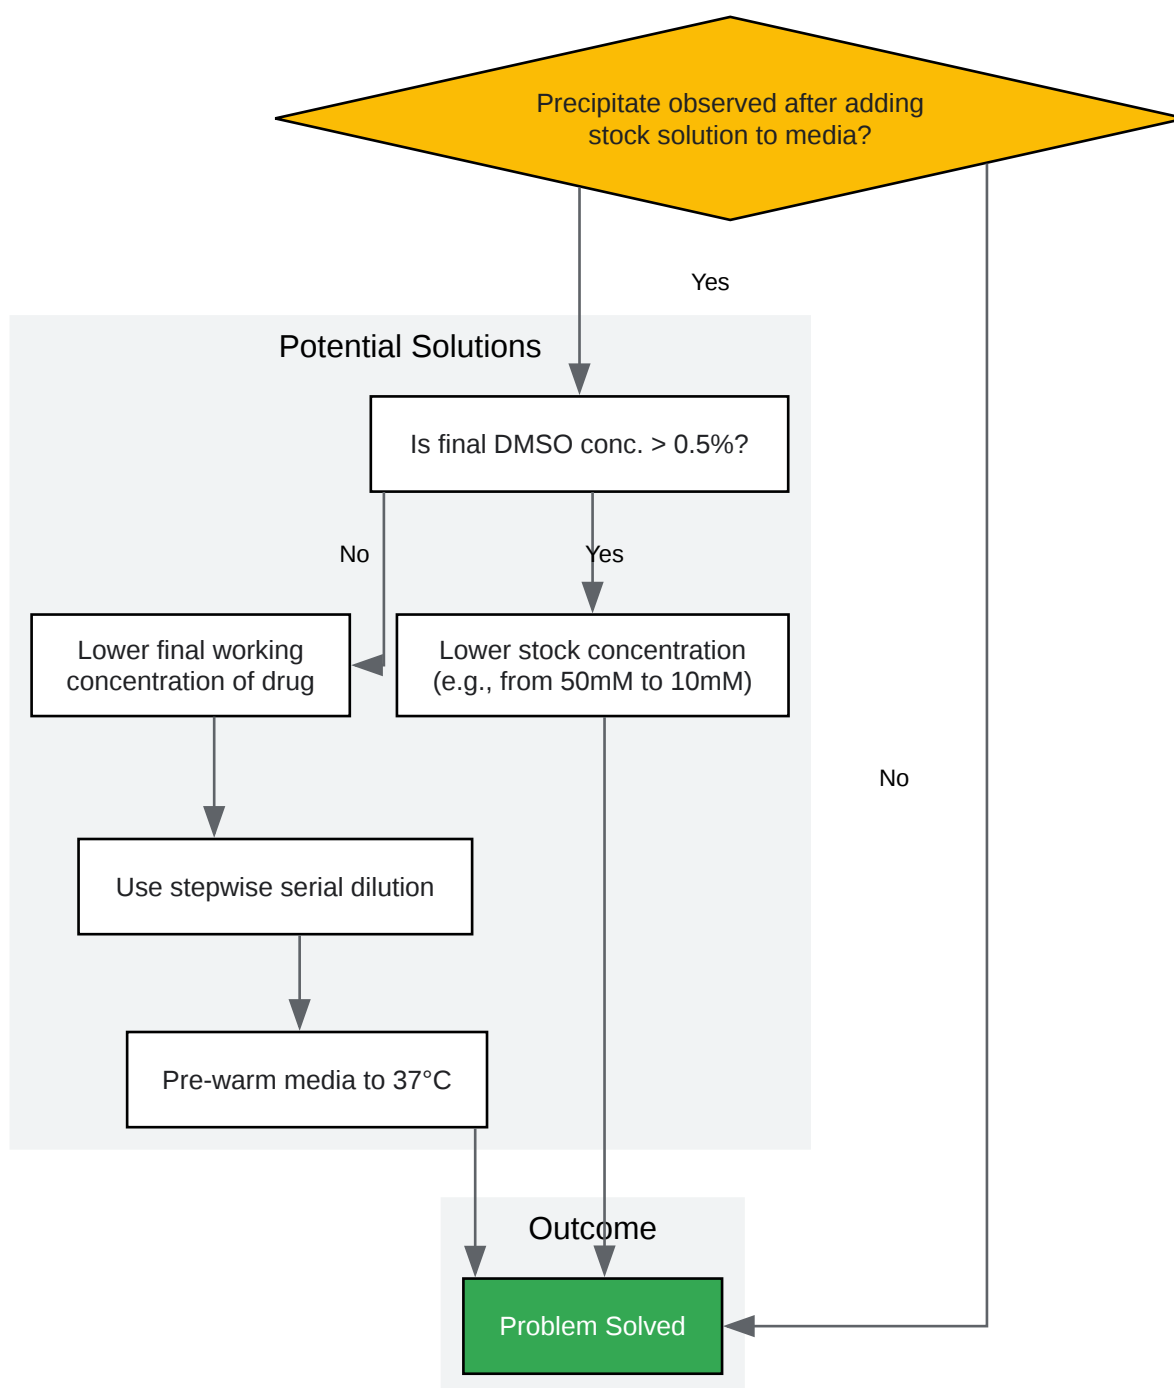 Precipitate observed after adding
stock solution to media?
Yes
Potential Solutions
Is final DMSO conc. > 0.5%?
No
Yes
Lower final working
concentration of drug
Lower stock concentration
(e.g., from 50mM to 10mM)
No
Use stepwise serial dilution
Pre-warm media to 37°C
Outcome
Problem Solved